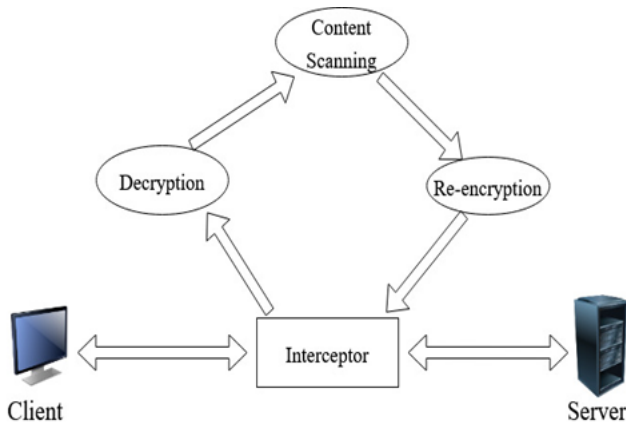 Content
Scanning
Decryption
Re-encryption
Interceptor
Client
Server